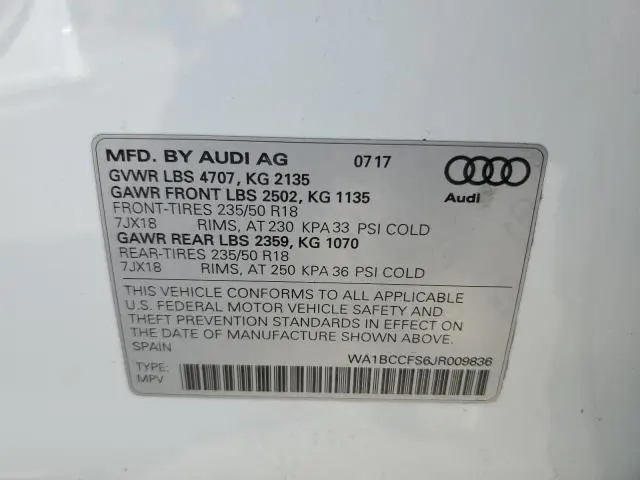 MFD. BY AUDI AG 0717
GVWR LBS 4707, KG 2135
GAWR FRONT LBS 2502, KG 1135
FRONT-TIRES 235/50 R18
7JX18 RIMS, AT 230 KPA 33 PSI COLD
GAWR REAR LBS 2359, KG 1070
REAR-TIRES 235/50 R18
7JX18 RIMS, AT 250 KPA 36 PSI COLD
Audi
THIS VEHICLE CONFORMS TO ALL APPLICABLE
U.S. FEDERAL MOTOR VEHICLE SAFETY AND
THEFT PREVENTION STANDARDS IN EFFECT ON
THE DATE OF MANUFACTURE SHOWN ABOVE.
SPAIN WA1BCCFS6JR009836
TYPE:
MPV